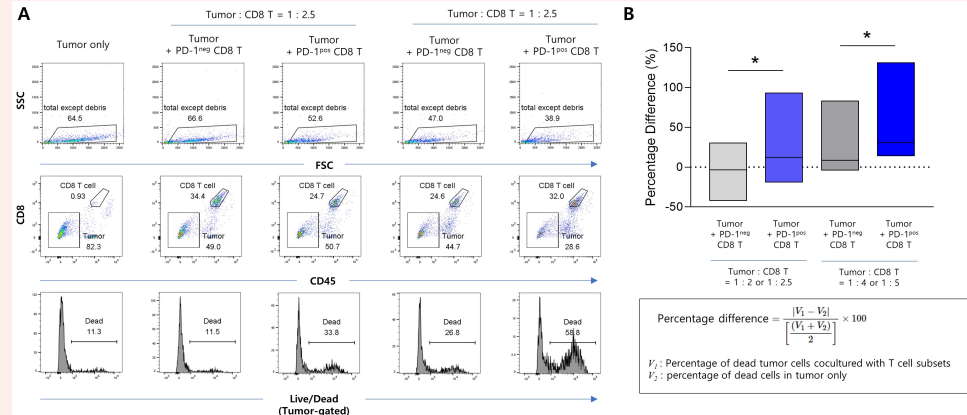 A
Tumor : CD8 T = 1 : 2.5
Tumor : CD8 T = 1 : 2.5
Tumor only
Tumor
+ PD-1neg CD8 T
Tumor
+ PD-1pos CD8 T
Tumor
+ PD-1neg CD8 T
Tumor
+ PD-1pos CD8 T
SSC
total except debris
64.5
total except debris
66.6
total except debris
52.6
total except debris
47.0
total except debris
38.9
FSC
CD8
CD8 T cell
0.93
Tumor
82.3
CD8 T cell
34.4
Tumor
49.0
CD8 T cell
24.7
Tumor
50.7
CD8 T cell
24.6
Tumor
44.7
CD8 T cell
32.0
Tumor
28.6
CD45
Dead
11.3
Dead
11.5
Dead
33.8
Dead
26.8
Dead
58.8
Live/Dead
(Tumor-gated)
B
Percentage Difference (%)
150
100
50
0
-50
*
*
Tumor
+ PD-1neg
CD8 T
Tumor
+ PD-1pos
CD8 T
Tumor
+ PD-1neg
CD8 T
Tumor
+ PD-1pos
CD8 T
Tumor : CD8 T
= 1 : 2 or 1 : 2.5
Tumor : CD8 T
= 1 : 4 or 1 : 5
Percentage difference = |V1 − V2| / [(V1 + V2) / 2] × 100
V1 : Percentage of dead tumor cells cocultured with T cell subsets
V2 : percentage of dead cells in tumor only